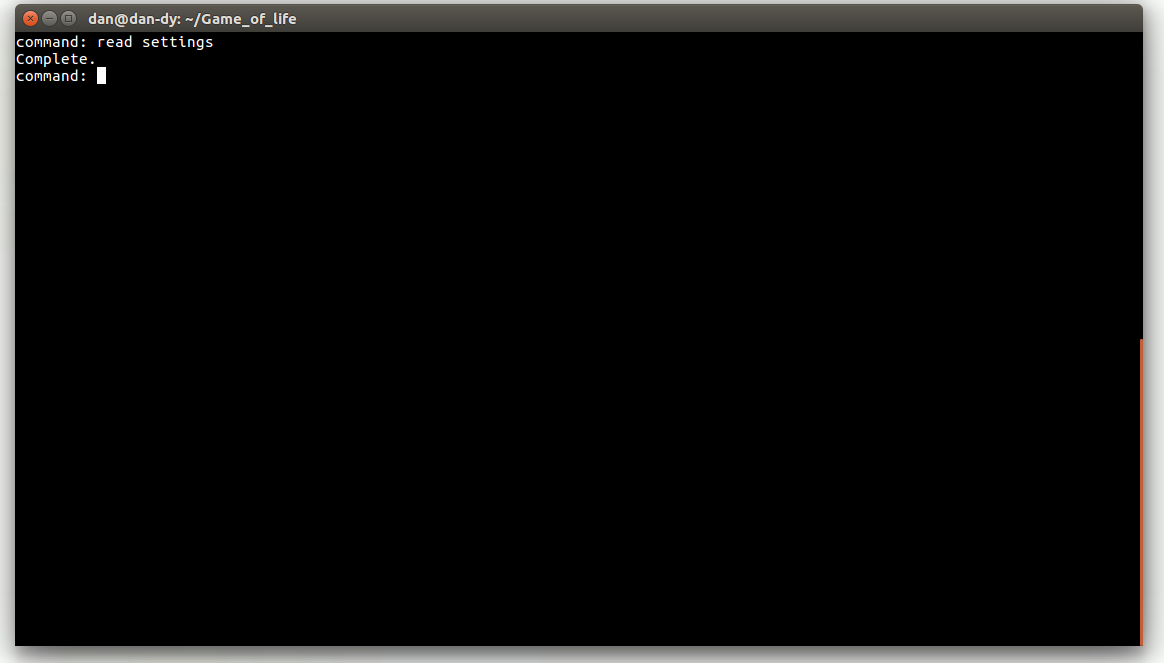 dan@dan-dy: ~/Game_of_life
command: read settings
Complete.
command: